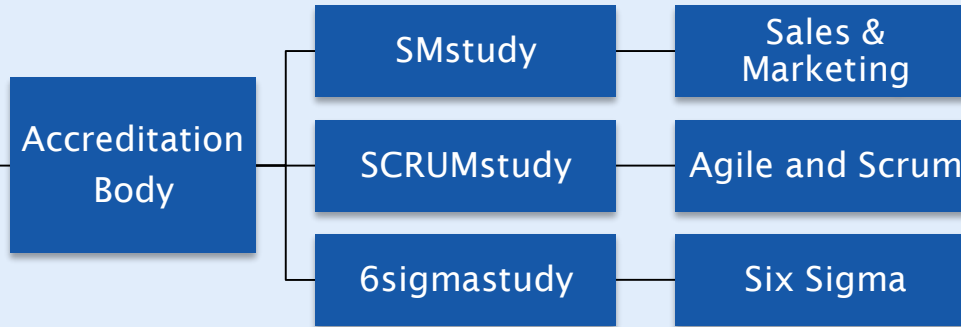 SMstudy
Sales &
Marketing
Accreditation
Body
SCRUMstudy
Agile and Scrum
6sigmastudy
Six Sigma